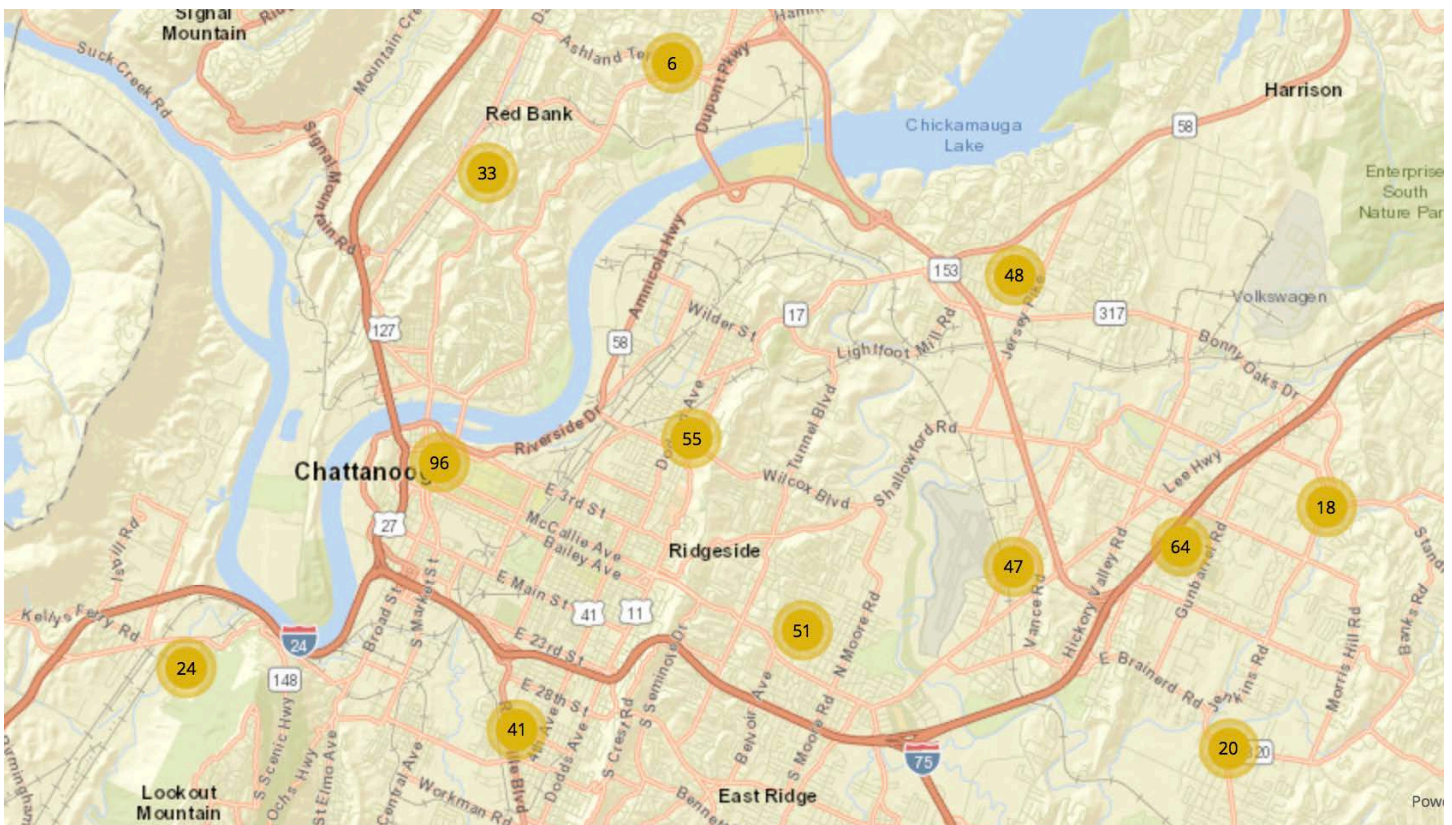 Signal
Mountain
Suck Creek Rd
Ashland Ter
6
Dupont Pkwy
Red Bank
Harrison
Chickamauga
Lake
58
33
Signal Mountain Rd
Enterprise
South
Nature Par
Amnicola Hwy
153
48
Jersey Pike
Volkswagen
127
Wilder St
17
317
58
Lightfoot Mill Rd
Bonny Oaks Dr
Tunnel Blvd
55
Riverside Dr
Shallowford Rd
Chattanoog
96
Wilcox Blvd
Lee Hwy
E 3rd St
18
27
McCallie Ave
Bailey Ave
Ridgeside
64
Gunbarrel Rd
47
Vance Rd
Hickory Valley Rd
E Main St
41
11
Broad St
S Market St
51
N Moore Rd
Kellys Ferry Rd
24
E 23rd St
Morris Hill Rd
Banks Rd
24
148
E Brainerd Rd
Jenkins Rd
E 28th St
S Seminole Dr
41
4th Ave
Belvoir Ave
S Moore Rd
S Crest Rd
Dodds Ave
20
75
S Scenic Hwy
Ochs Hwy
St Elmo Ave
Central Ave
Workman Rd
Lookout
Mountain
East Ridge
Powe